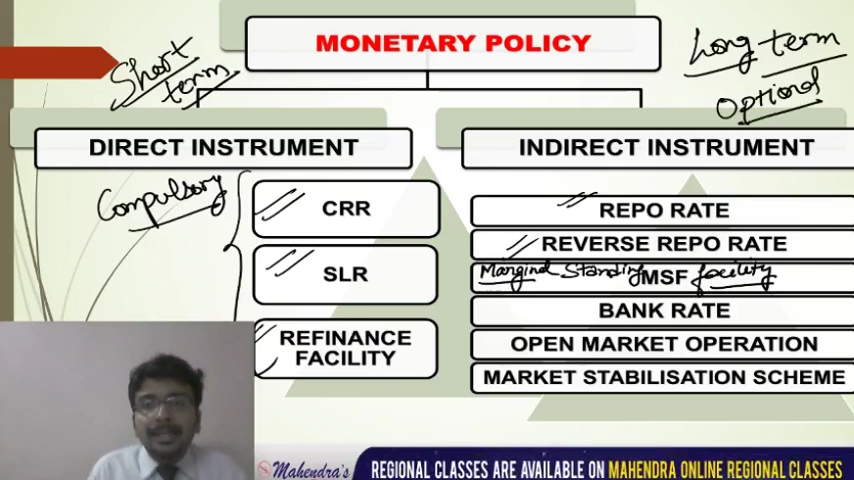 MONETARY POLICY
Short
term
Long term
Optional
DIRECT INSTRUMENT
INDIRECT INSTRUMENT
Compulsory
CRR
SLR
REFINANCE
FACILITY
REPO RATE
REVERSE REPO RATE
Marginal Standing MSF facility
BANK RATE
OPEN MARKET OPERATION
MARKET STABILISATION SCHEME
Mahendra's
REGIONAL CLASSES ARE AVAILABLE ON MAHENDRA ONLINE REGIONAL CLASSES